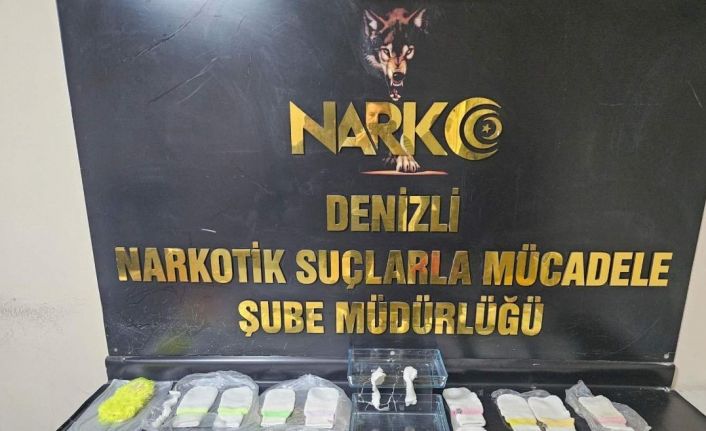 NARKO
DENİZLİ
NARKOTİK SUÇLARLA MÜCADELE
ŞUBE MÜDÜRLÜĞÜ